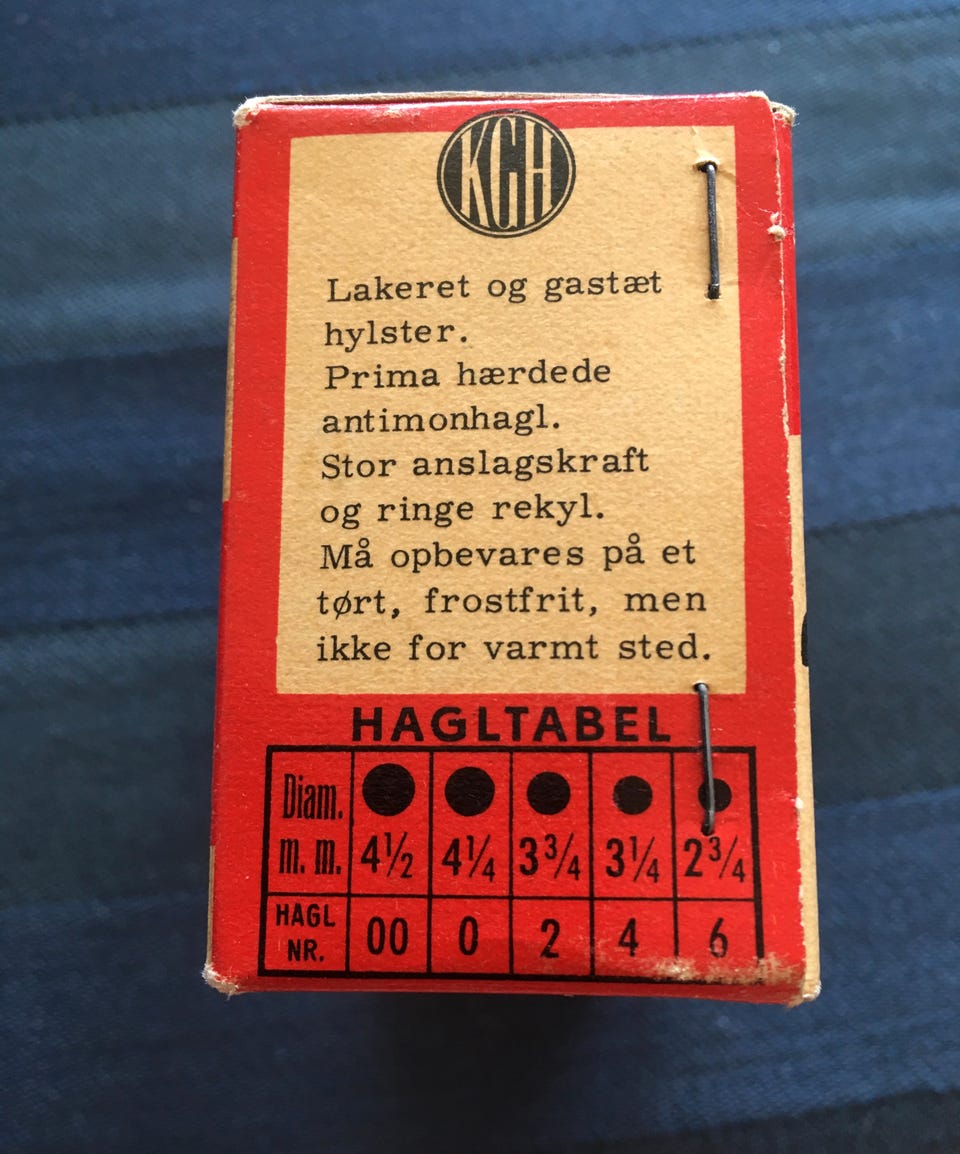 KGH
Lakeret og gastæt
hylster.
Prima hærdede
antimonhagl.
Stor anslagskraft
og ringe rekyl.
Må opbevares på et
tørt, frostfrit, men
ikke for varmt sted.
HAGLTABEL
Diam.
m. m. 4½ 4¼ 3¾ 3¼ 2¾
HAGL
NR. 00 0 2 4 6